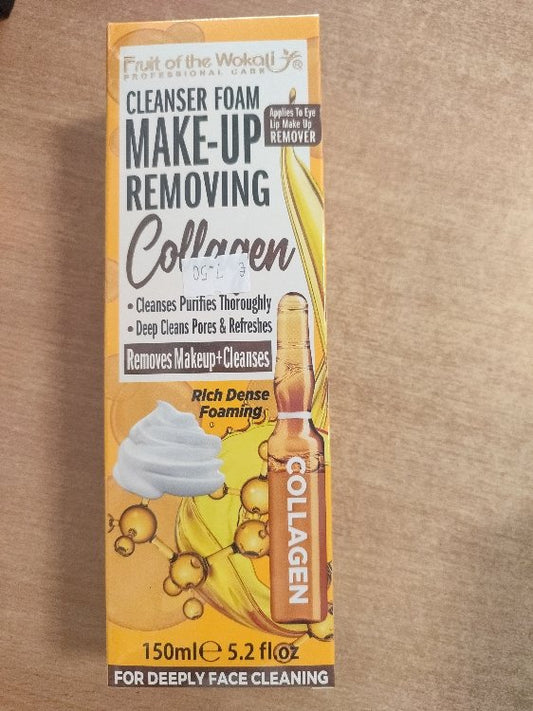 Fruit of the Wokali ®
PROFESSIONAL CARE
CLEANSER FOAM
MAKE-UP
REMOVING
Collagen
Applies To Eye
Lip Make Up
REMOVER
€ 7.50
• Cleanses Purifies Thoroughly
• Deep Cleans Pores & Refreshes
Removes Makeup+Cleanses
Rich Dense
Foaming
COLLAGEN
150ml℮ 5.2 fl.oz
FOR DEEPLY FACE CLEANING